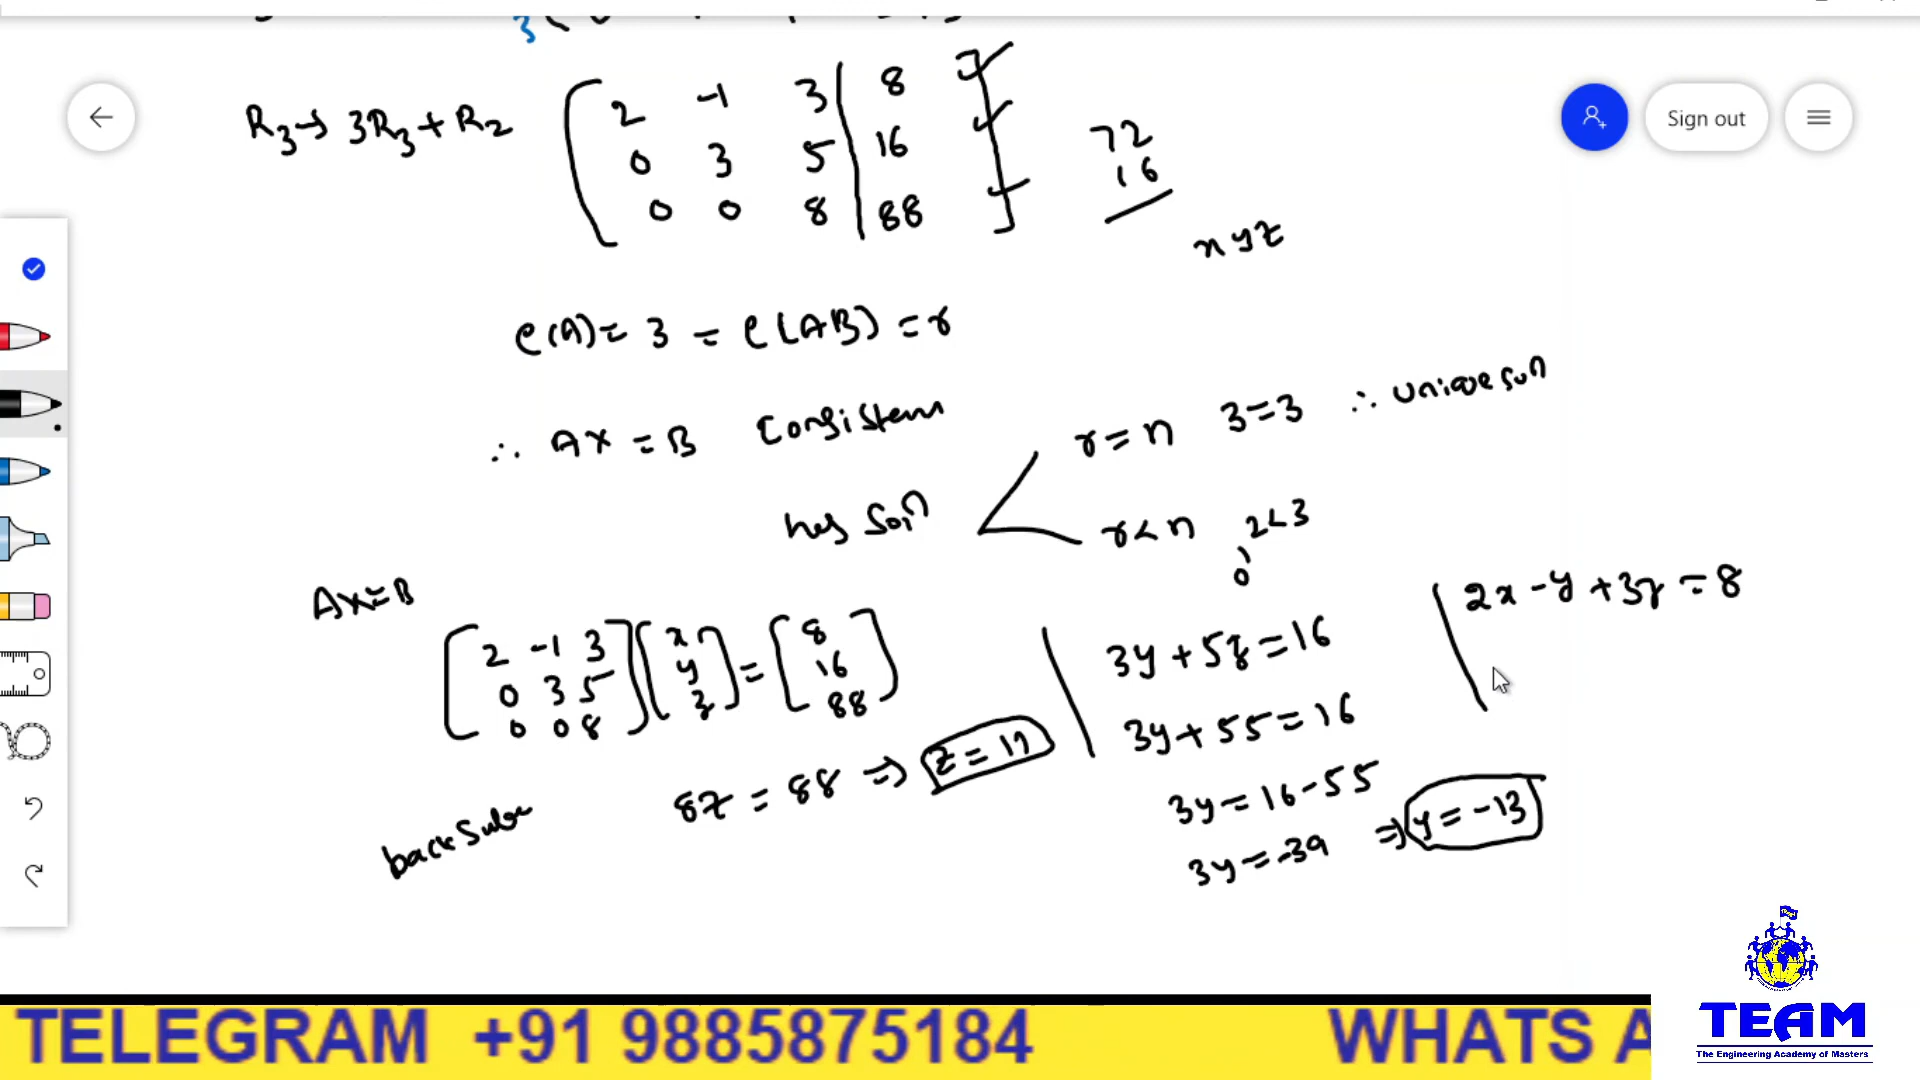 R3 → 3R3 + R2
2 -1 3 | 8
0 3 5 | 16
0 0 8 | 88
72
16
x y z
Sign out
ρ(A) = 3 = ρ(AB) = r
∴ AX = B Consistent
r = n 3 = 3 ∴ unique soln
has soln
r < n 2 < 3
0
AX = B
2 -1 3
0 3 5
0 0 8
x
y
z
=
8
16
88
8z = 88 ⇒ z = 11
back Sub
3y + 5z = 16
3y + 55 = 16
3y = 16 - 55
3y = -39 ⇒ y = -13
2x - y + 3z = 8
TELEGRAM +91 9885875184 WHATS A
TEAM
The Engineering Academy of Masters